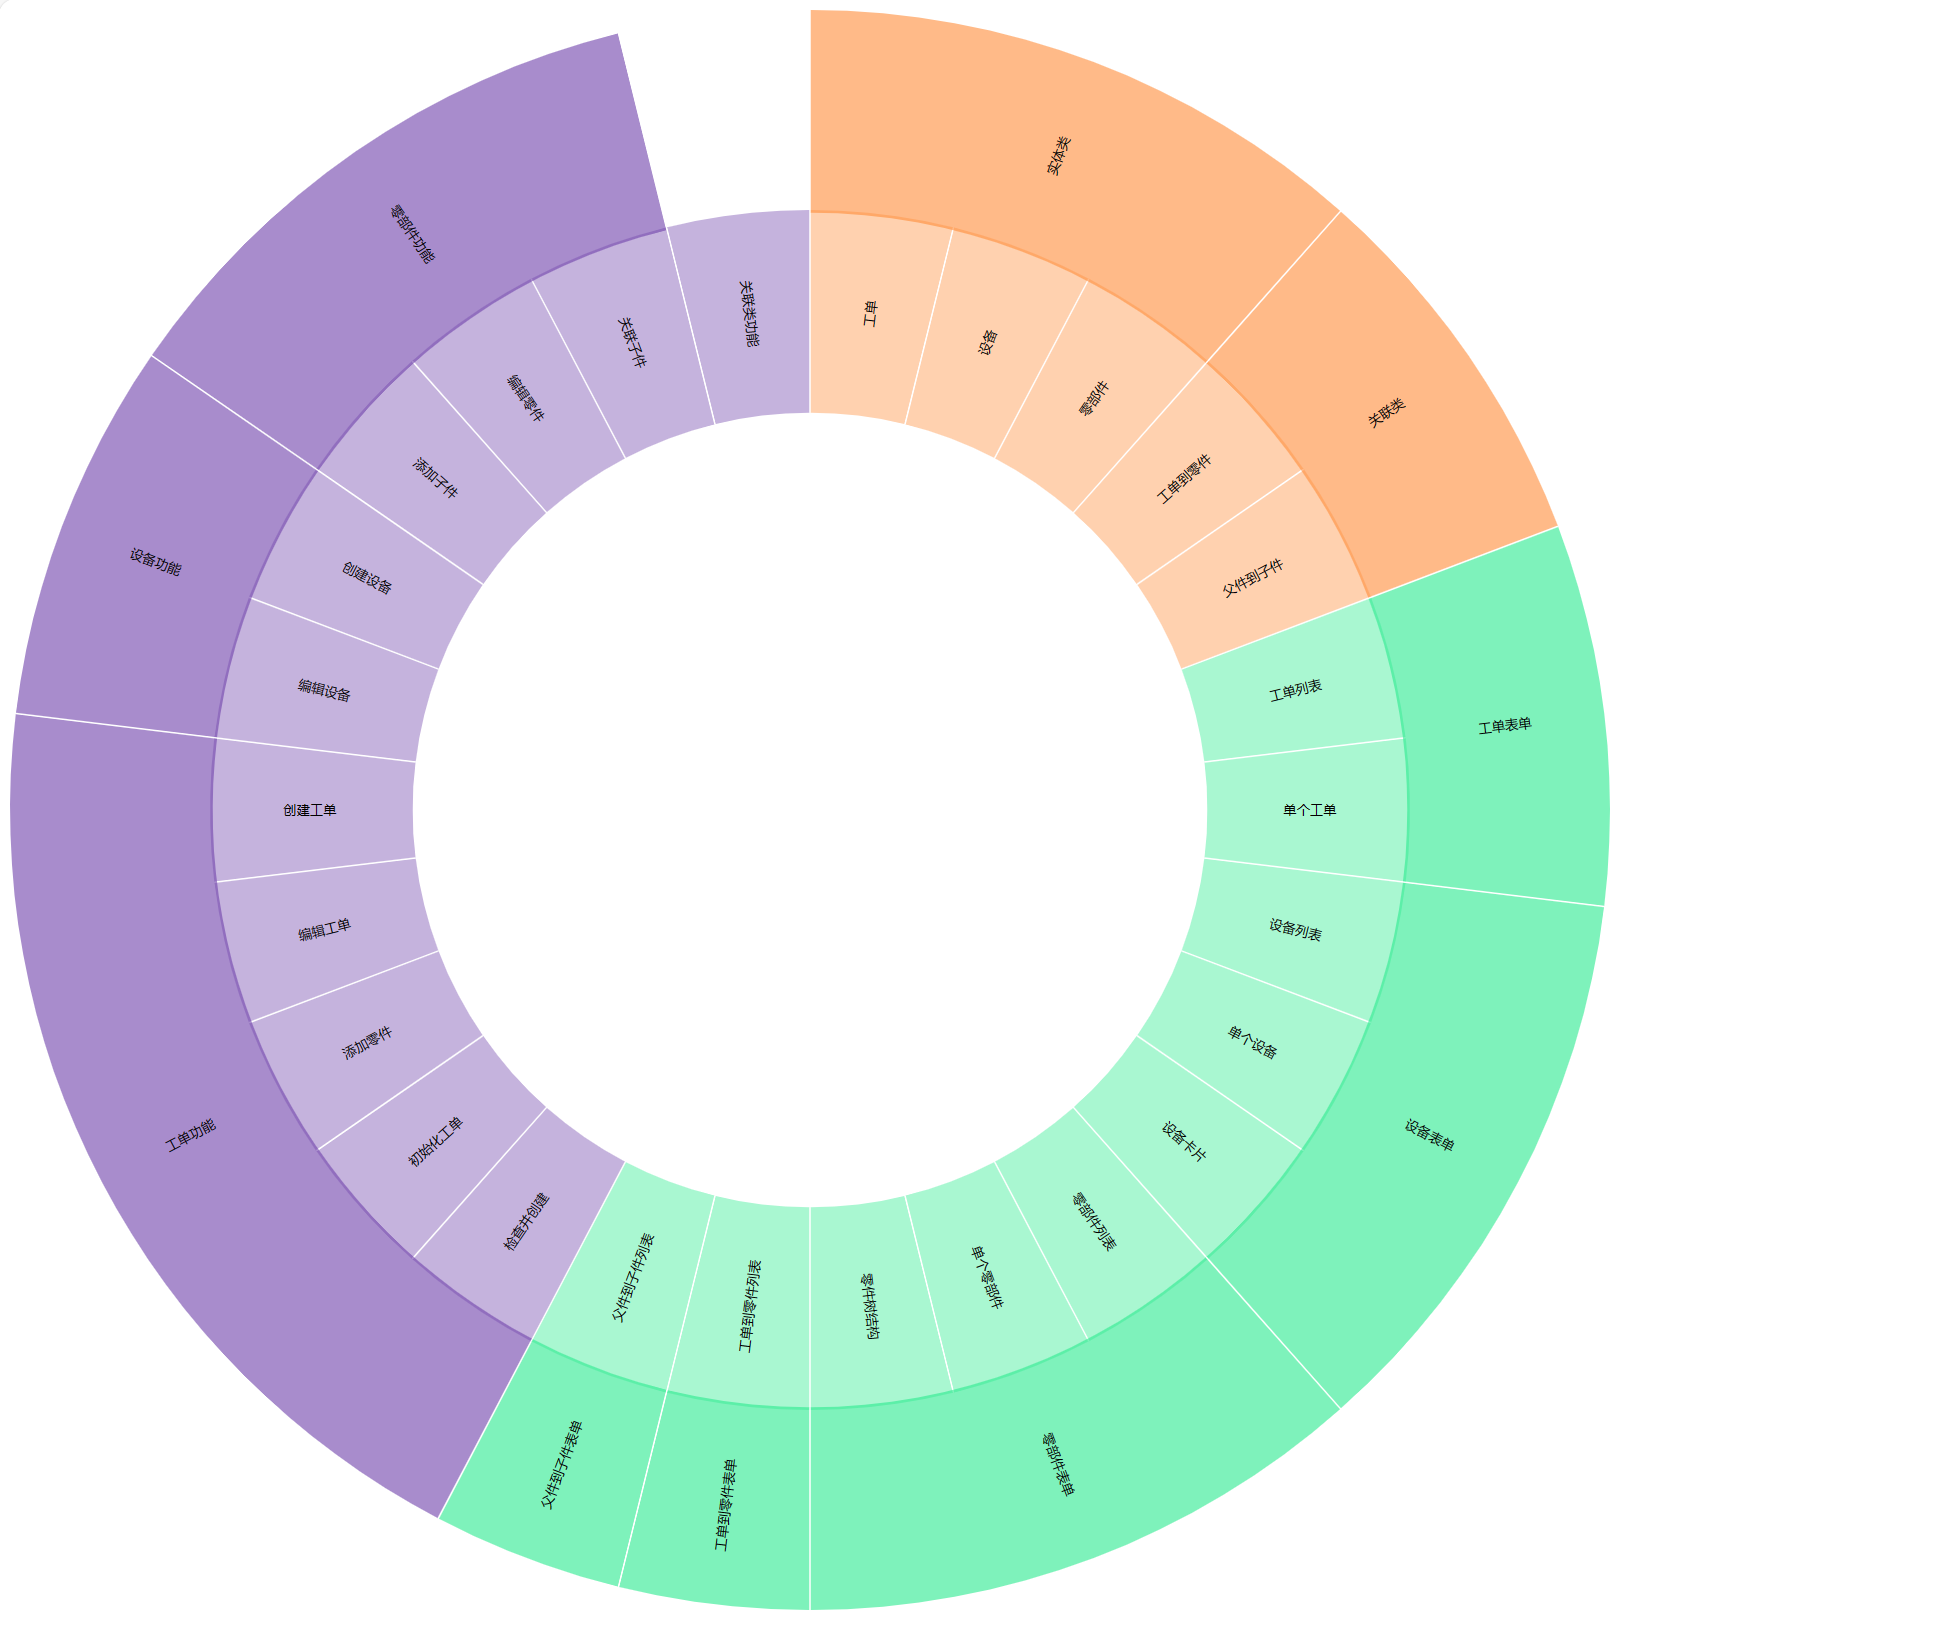 实体类
关联类
工单
设备
零部件
工单到零件
父件到子件
工单表单
设备表单
零部件表单
工单到零件表单
父件到子件表单
工单列表
单个工单
设备列表
单个设备
设备卡片
零部件列表
单个零部件
零件树结构
工单到零件列表
父件到子件列表
工单功能
设备功能
零部件功能
检查并创建
初始化工单
添加零件
编辑工单
创建工单
编辑设备
创建设备
添加子件
编辑零件
关联子件
关联类功能